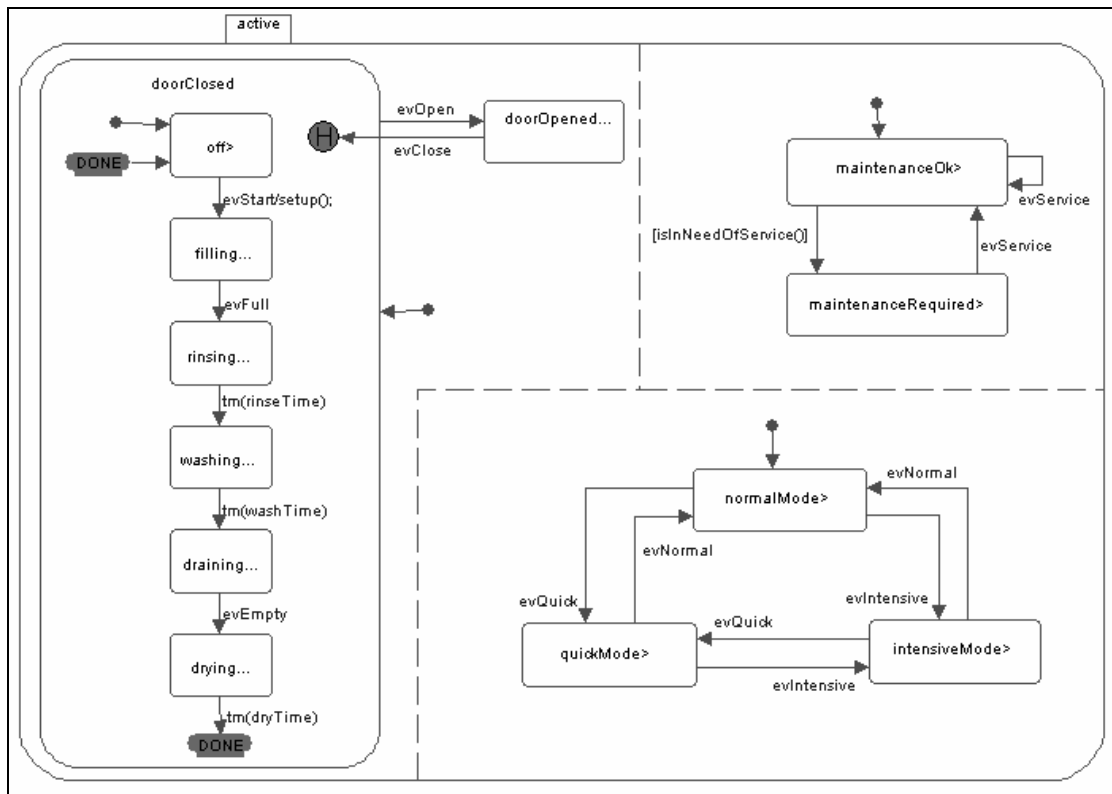 active
doorClosed
off>
DONE
evStart/setup();
filling...
evFull
rinsing...
tm(rinseTime)
washing...
tm(washTime)
draining...
evEmpty
drying...
tm(dryTime)
DONE
H
evOpen
evClose
doorOpened...
maintenanceOk>
evService
[isInNeedOfService()]
evService
maintenanceRequired>
normalMode>
evNormal
evNormal
evQuick
evIntensive
evQuick
quickMode>
intensiveMode>
evIntensive